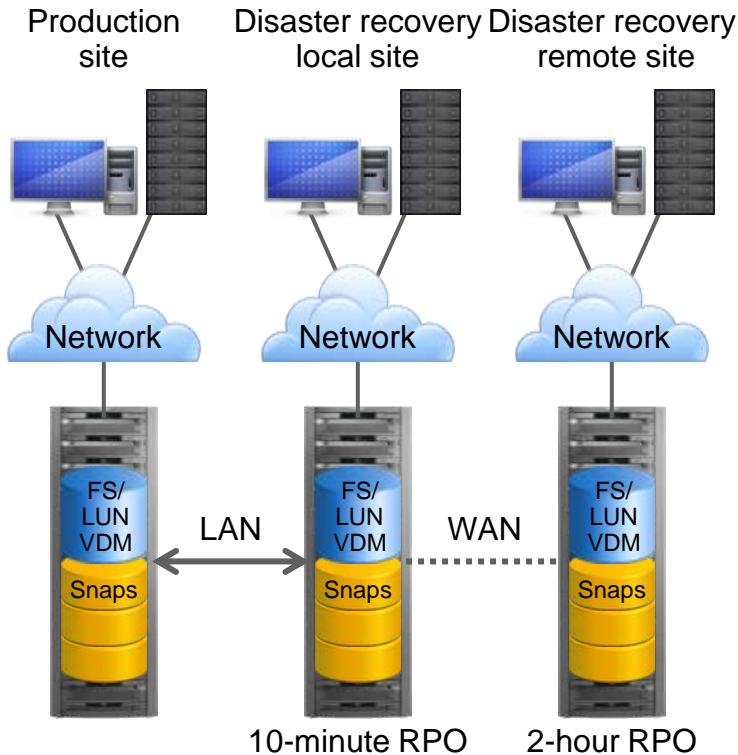 Production
site
Disaster recovery
local site
Disaster recovery
remote site
Network
Network
Network
FS/
LUN
VDM
Snaps
LAN
FS/
LUN
VDM
Snaps
WAN
FS/
LUN
VDM
Snaps
10-minute RPO
2-hour RPO